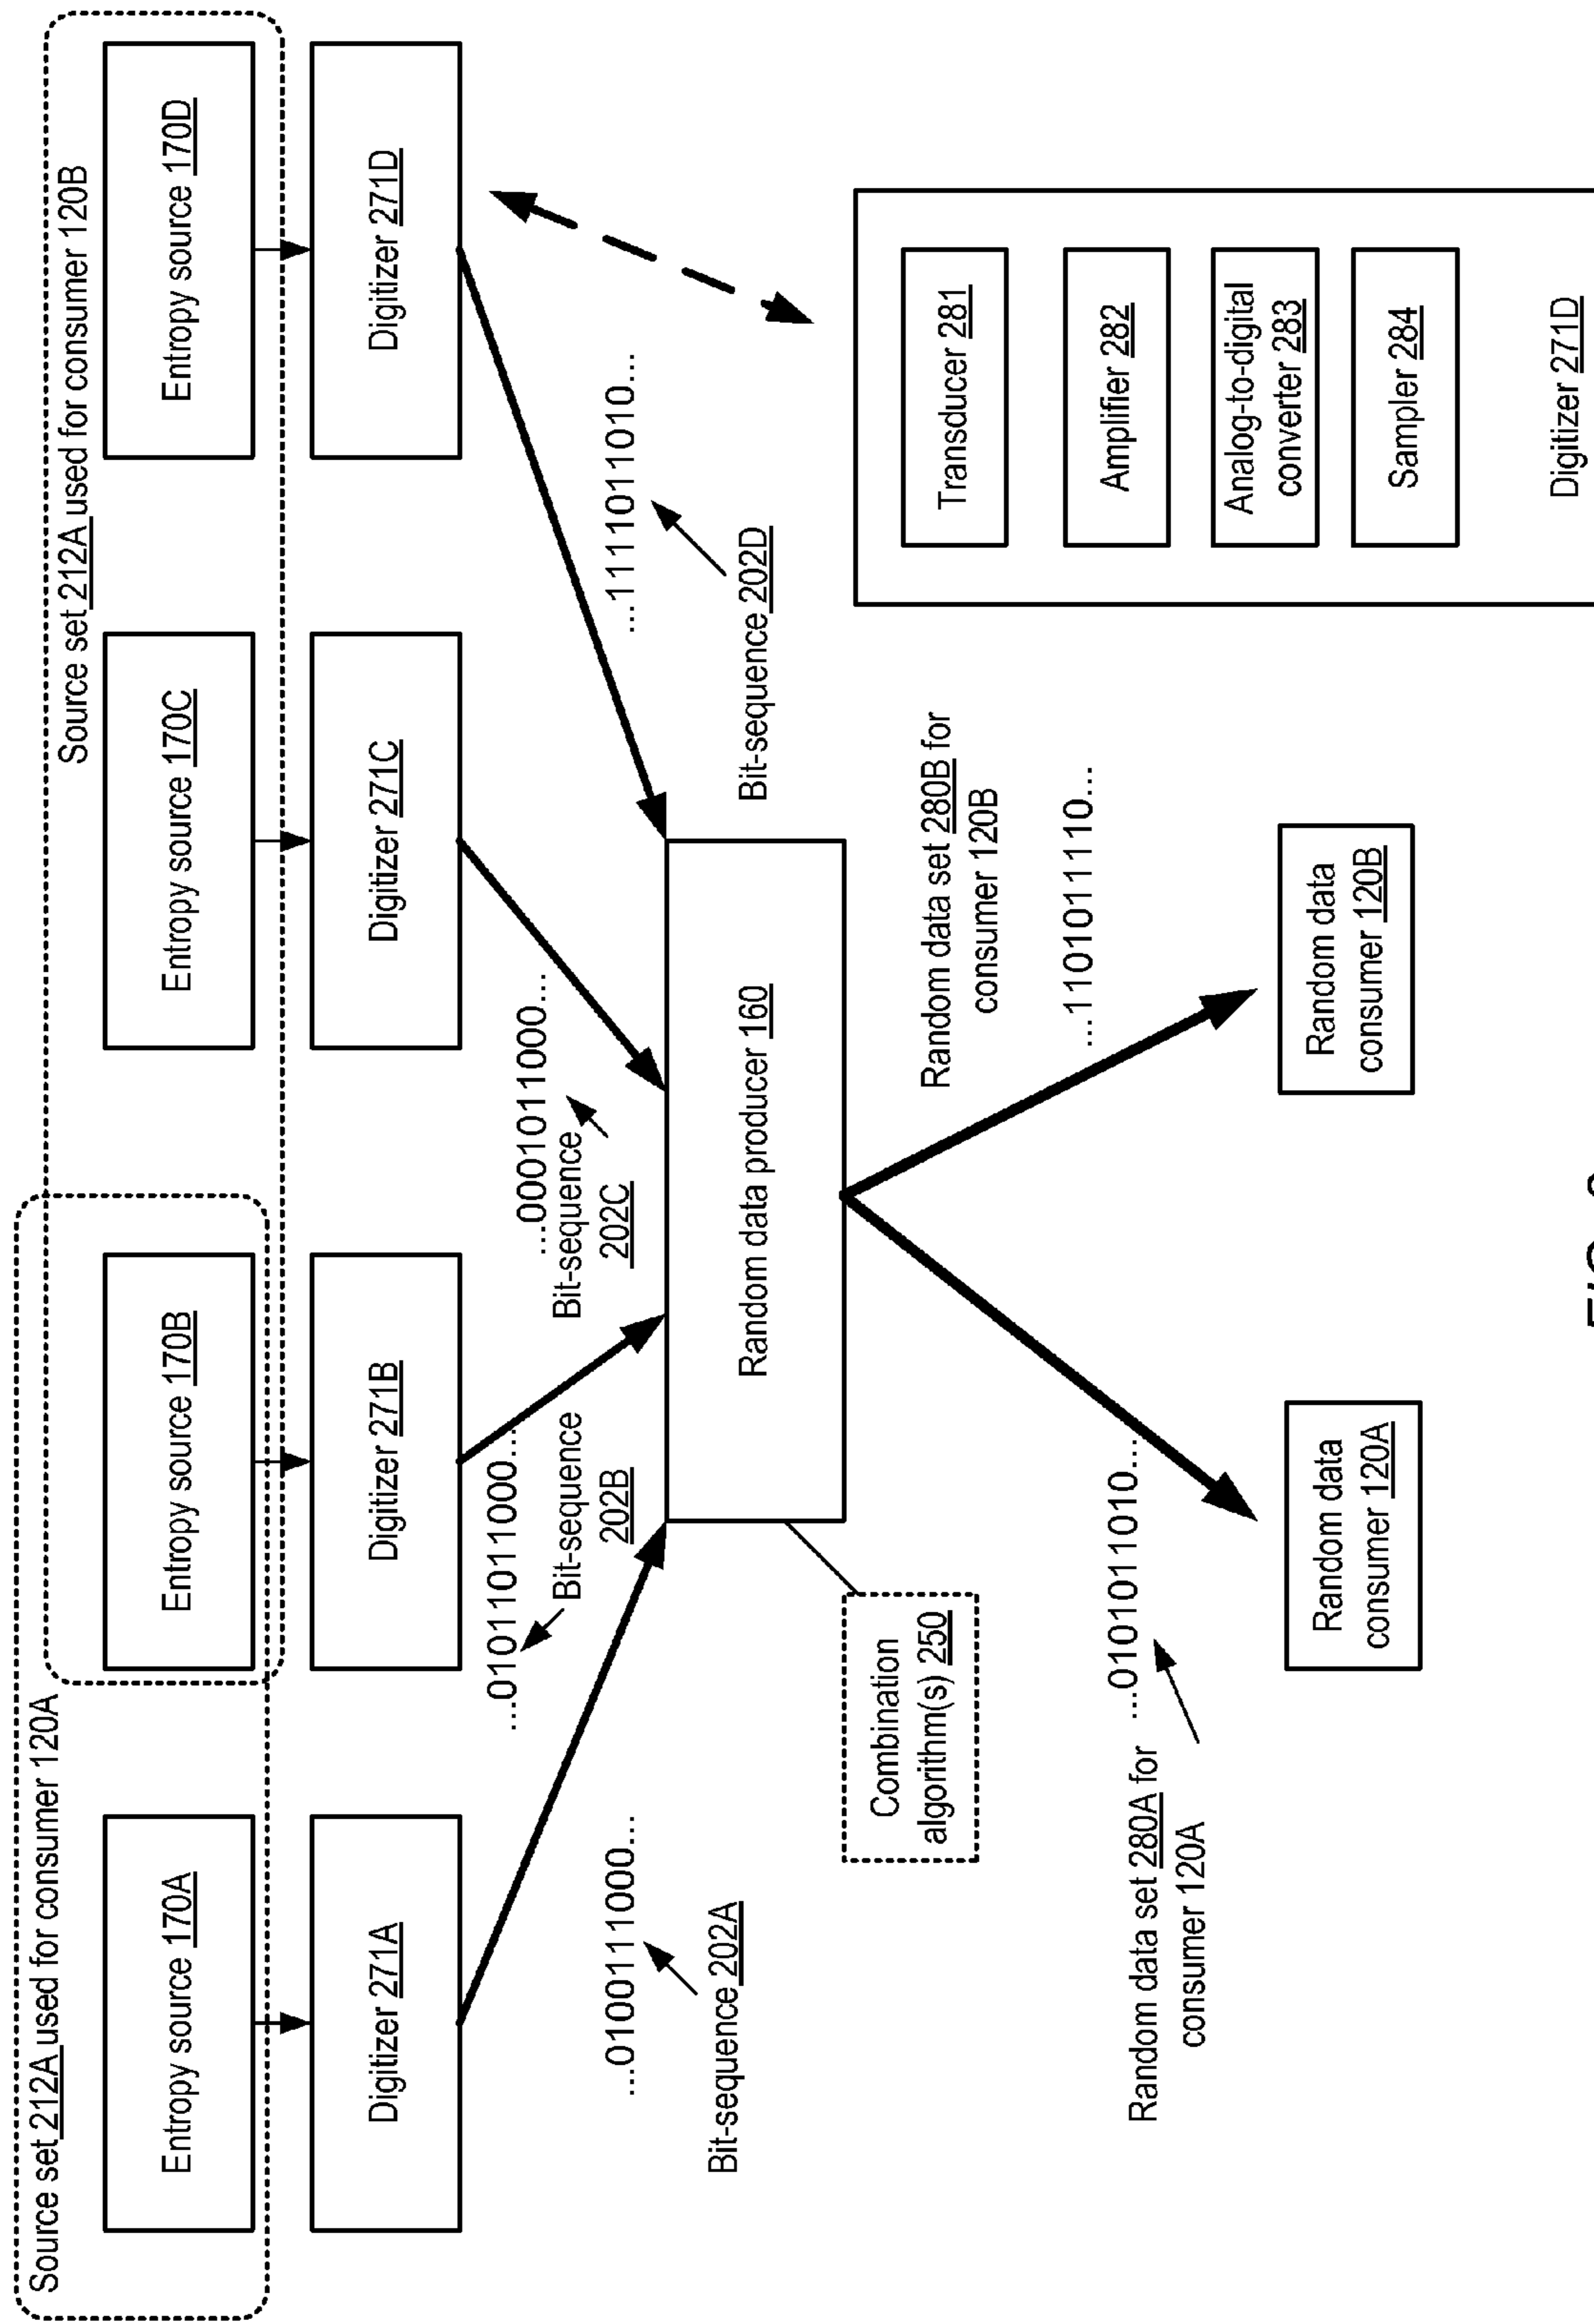 Source set 212A used for consumer 120A
Source set 212A used for consumer 120B
Entropy source 170A
Entropy source 170B
Entropy source 170C
Entropy source 170D
Digitizer 271A
Digitizer 271B
Digitizer 271C
Digitizer 271D
...0100111000...
Bit-sequence 202A
...01011011000...
Bit-sequence
202B
...0001011000...
Bit-sequence
202C
...1111011010...
Bit-sequence 202D
Random data producer 160
Combination
algorithm(s) 250
Random data set 280A for
consumer 120A
...0101011010...
Random data set 280B for
consumer 120B
...1101011110...
Random data
consumer 120A
Random data
consumer 120B
Transducer 281
Amplifier 282
Analog-to-digital
converter 283
Sampler 284
Digitizer 271D